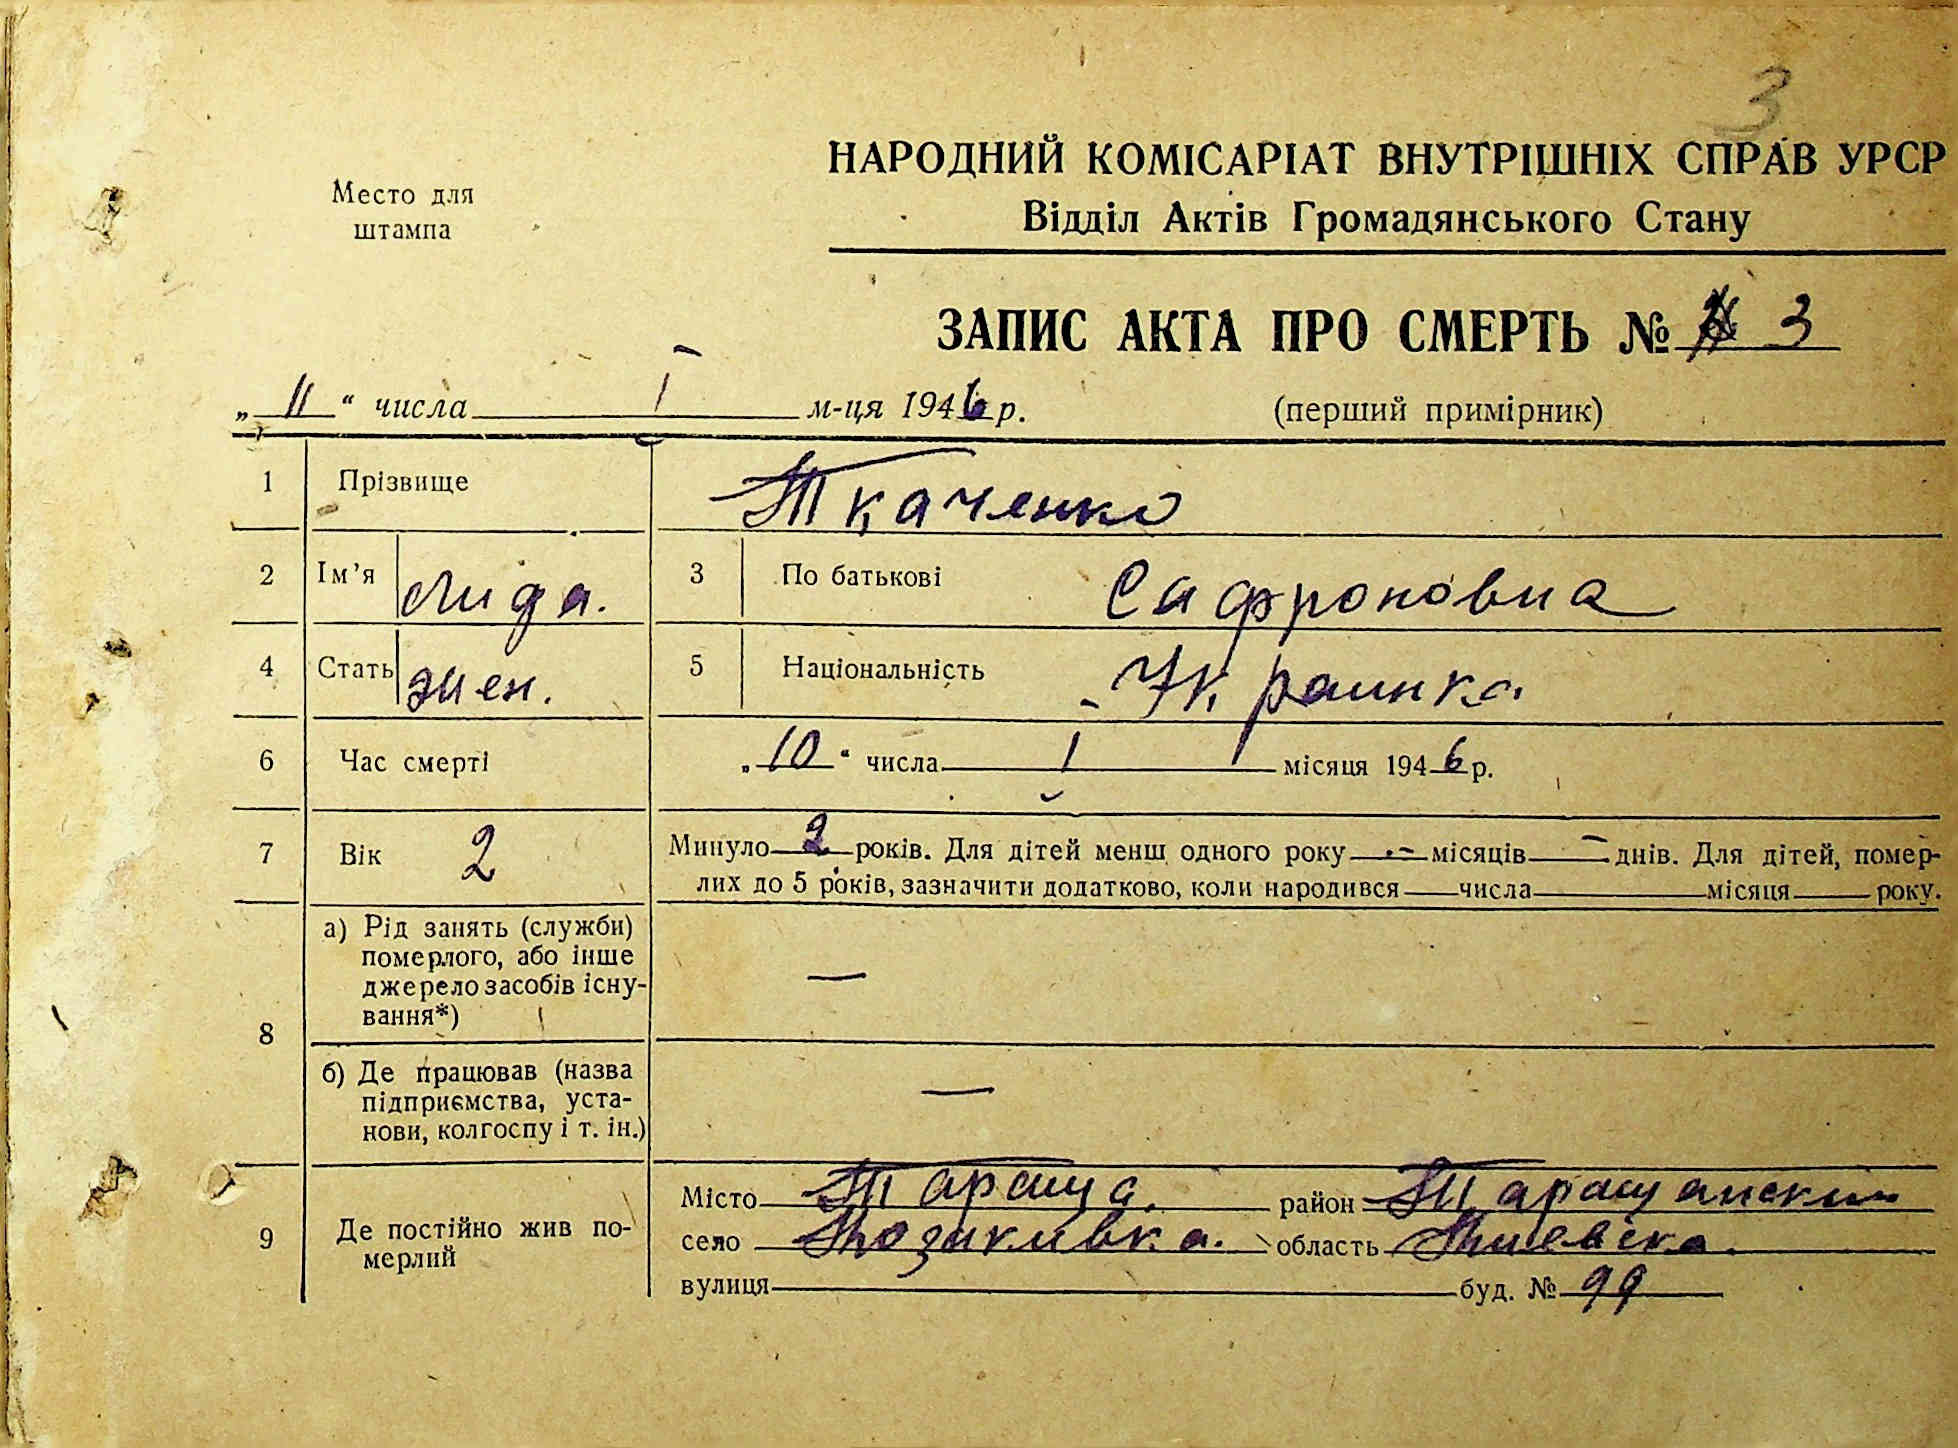 3
Место для
штампа
НАРОДНИЙ КОМІСАРІАТ ВНУТРІШНІХ СПРАВ УРСР
Відділ Актів Громадянського Стану
ЗАПИС АКТА ПРО СМЕРТЬ № 3
„ 11 “ числа I м-ця 1946 р.
(перший примірник)
1 Прізвище Ткаченко
2 Ім’я Лида. 3 По батькові Сафроновна
4 Стать жен. 5 Національність Украинка
6 Час смерті „ 10 “ числа 1 місяця 1946 р.
7 Вік 2 Минуло 2 років. Для дітей менш одного року — місяців — днів. Для дітей, помер-
лих до 5 років, зазначити додатково, коли народився числа місяця року.
8 а) Рід занять (служби)
померлого, або інше
джерело засобів існу-
вання*) —
б) Де працював (назва
підприємства, уста-
нови, колгоспу і т. ін.) —
9 Де постійно жив по-
мерлий
Місто Тараща. район Таращански
село область Киевска.
вулиця буд. № 99